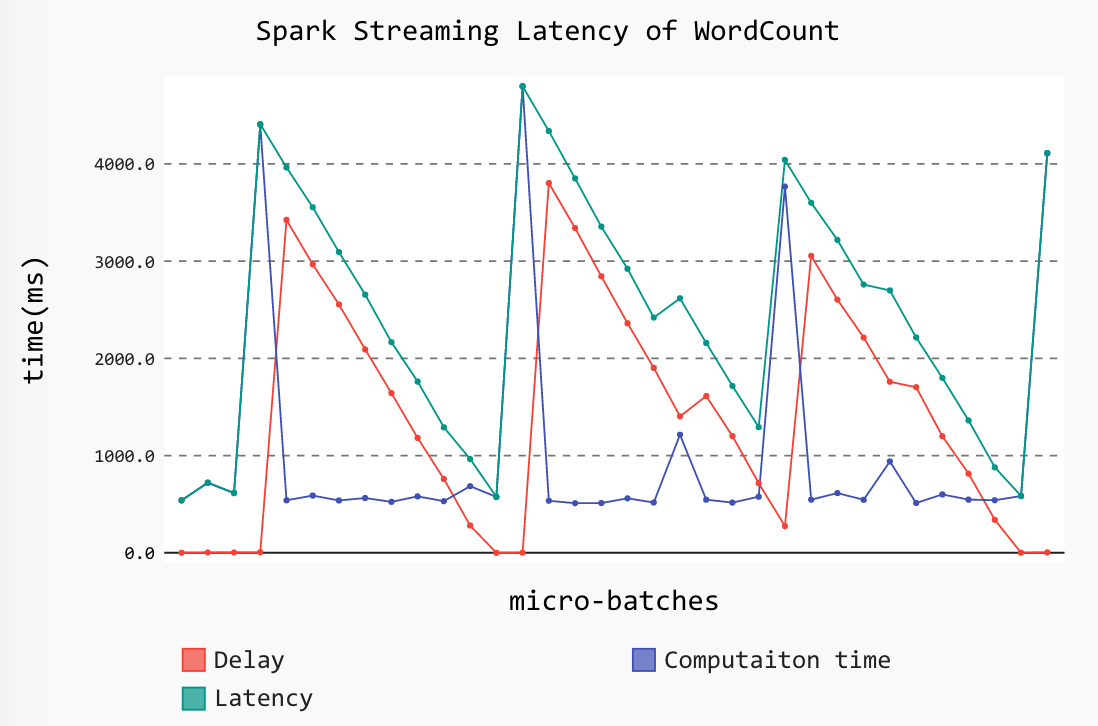 Spark Streaming Latency of WordCount
4000.0
3000.0
2000.0
1000.0
0.0
time(ms)
micro-batches
Delay
Computaiton time
Latency